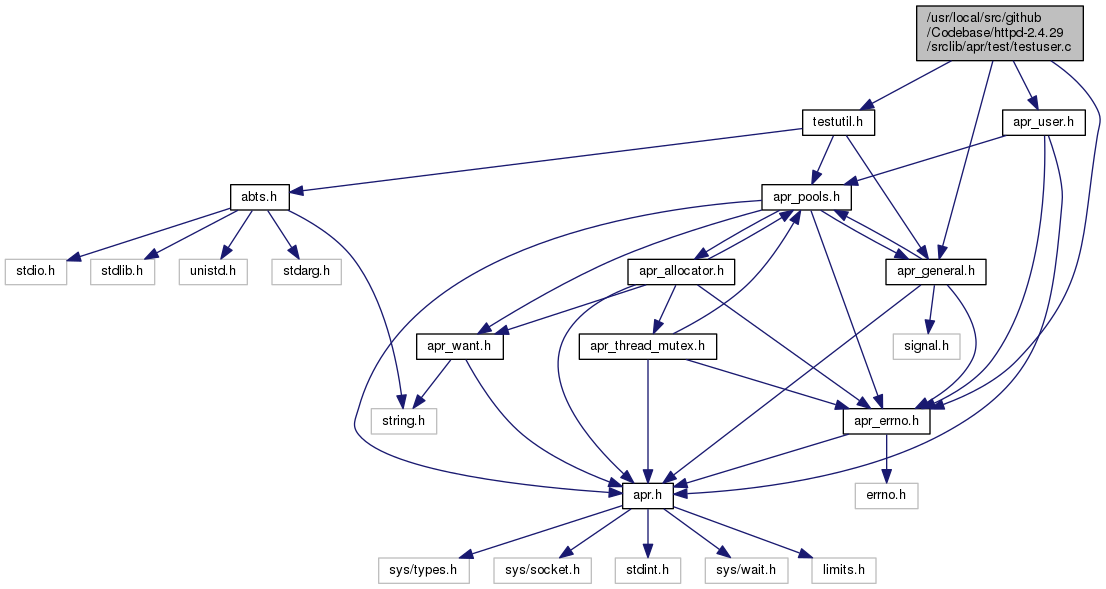 /usr/local/src/github
/Codebase/httpd-2.4.29
/srclib/apr/test/testuser.c
testutil.h
apr_user.h
abts.h
apr_pools.h
stdio.h
stdlib.h
unistd.h
stdarg.h
apr_allocator.h
apr_general.h
apr_want.h
apr_thread_mutex.h
signal.h
string.h
apr_errno.h
apr.h
errno.h
sys/types.h
sys/socket.h
stdint.h
sys/wait.h
limits.h